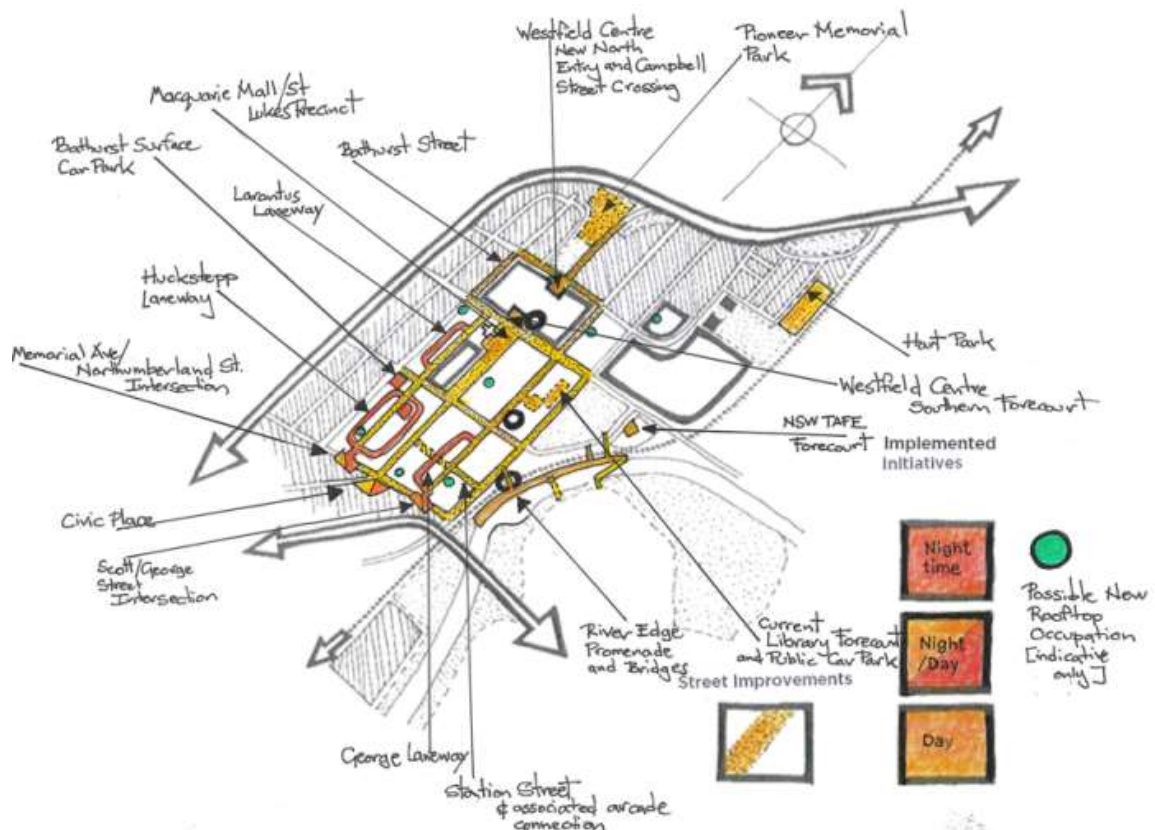 Westfield Centre
New North
Entry and Campbell
Street Crossing
Pioneer Memorial
Park
Macquarie Mall/St
Lukes Precinct
Bathurst Street
Bathurst Surface
Car Park
Larantus
Laneway
Huckstepp
Laneway
Memorial Ave/
Northumberland St.
Intersection
Hart Park
Westfield Centre
Southern Forecourt
NSW TAFE
Forecourt
Implemented
Initiatives
Civic Place
Scott/George
Street
Intersection
River Edge
Promenade
and Bridges
Current
Library Forecourt
and Public Car Park
Street Improvements
George Laneway
Station Street
& associated arcade
connection
Night
time
Night
/Day
Day
Possible New
Rooftop
Occupation
[indicative
only]